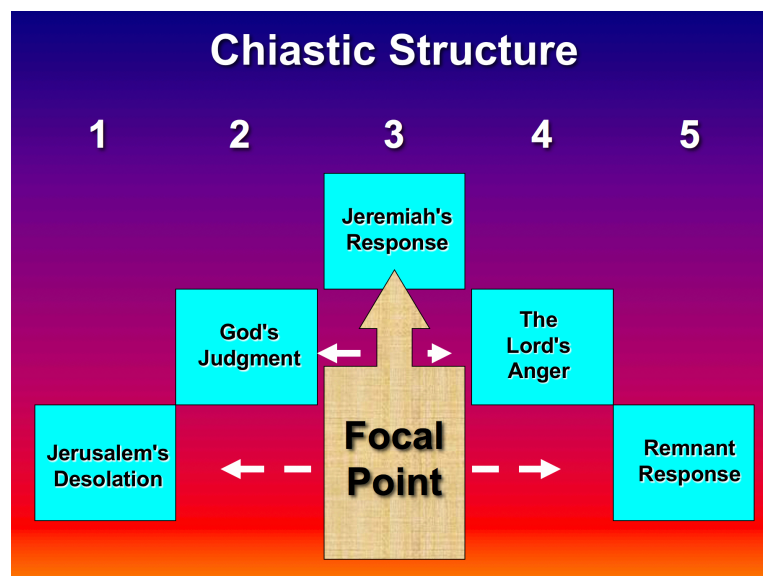 Chiastic Structure
1 2 3 4 5
Jeremiah's
Response
God's
Judgment
The
Lord's
Anger
Jerusalem's
Desolation
Focal
Point
Remnant
Response